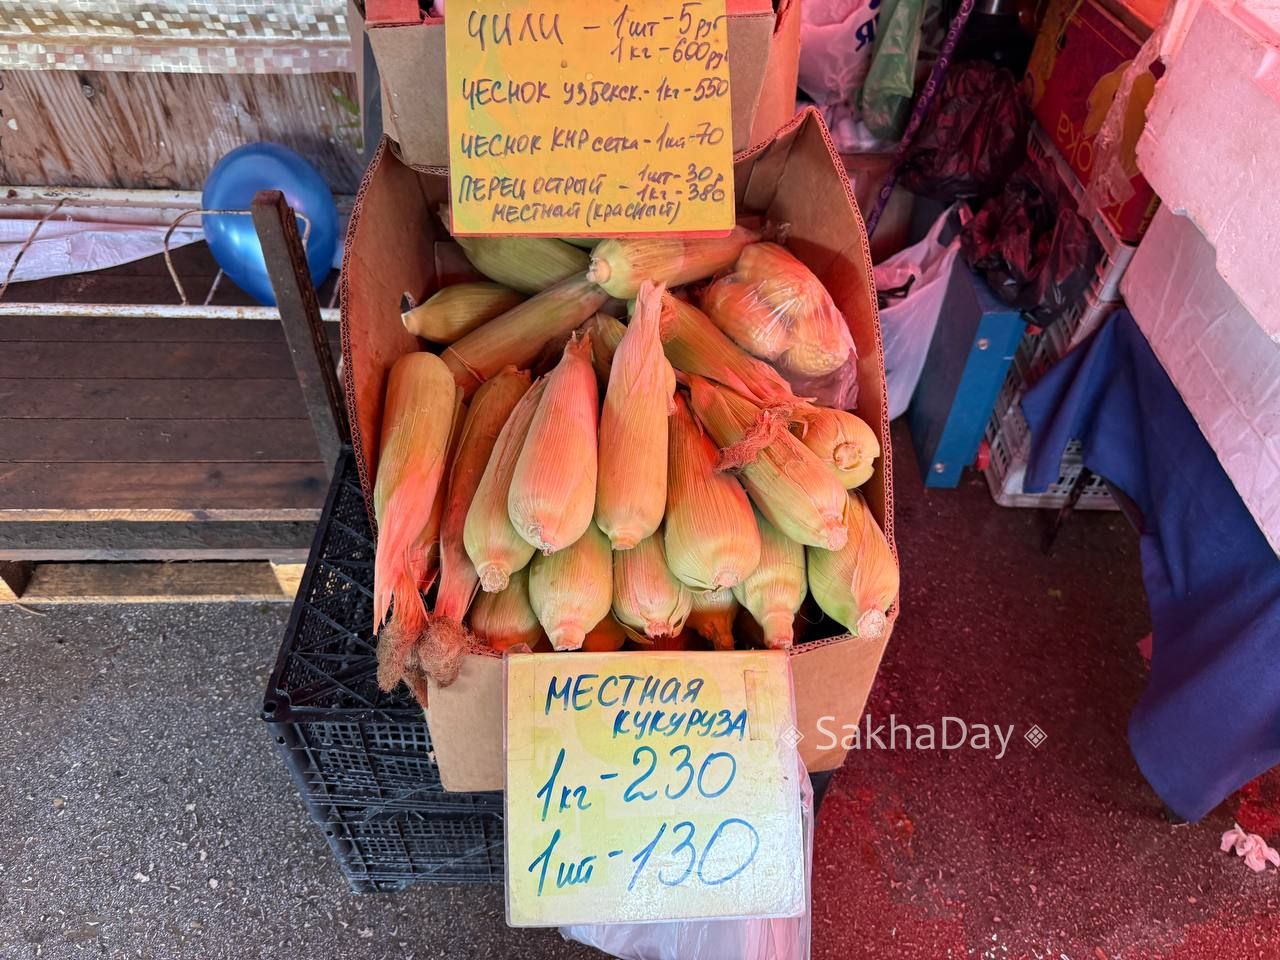 ЧИЛИ - 1шт-5руб
1кг-600руб
ЧЕСНОК УЗБЕКСК.-1кг-550
ЧЕСНОК КНР сетка-1шт-70
ПЕРЕЦ ОСТРЫЙ - 1шт-30р
1кг-380
МЕСТНЫЙ (КРАСНЫЙ)
МЕСТНАЯ
КУКУРУЗА
1кг-230
1шт-130
SakhaDay